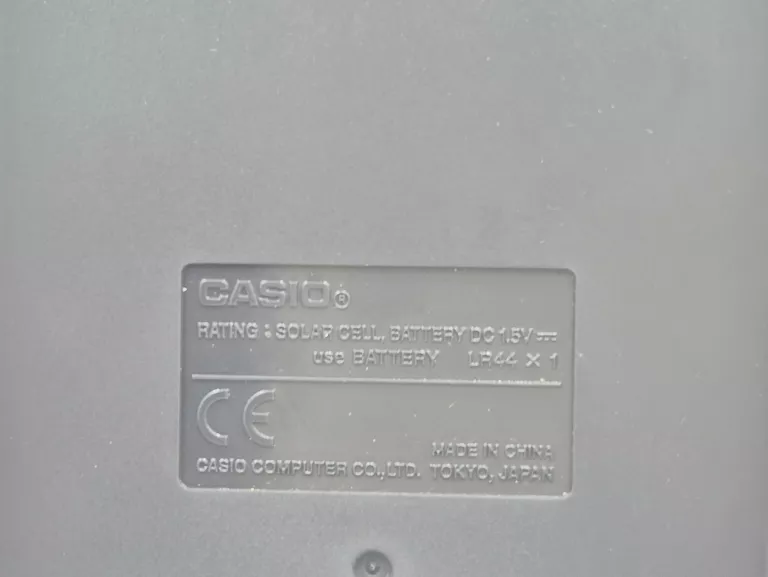 CASIO®
RATING : SOLAR CELL, BATTERY DC 1.5V⎓
use BATTERY LR44 X 1
CE
MADE IN CHINA
CASIO COMPUTER CO.,LTD. TOKYO, JAPAN